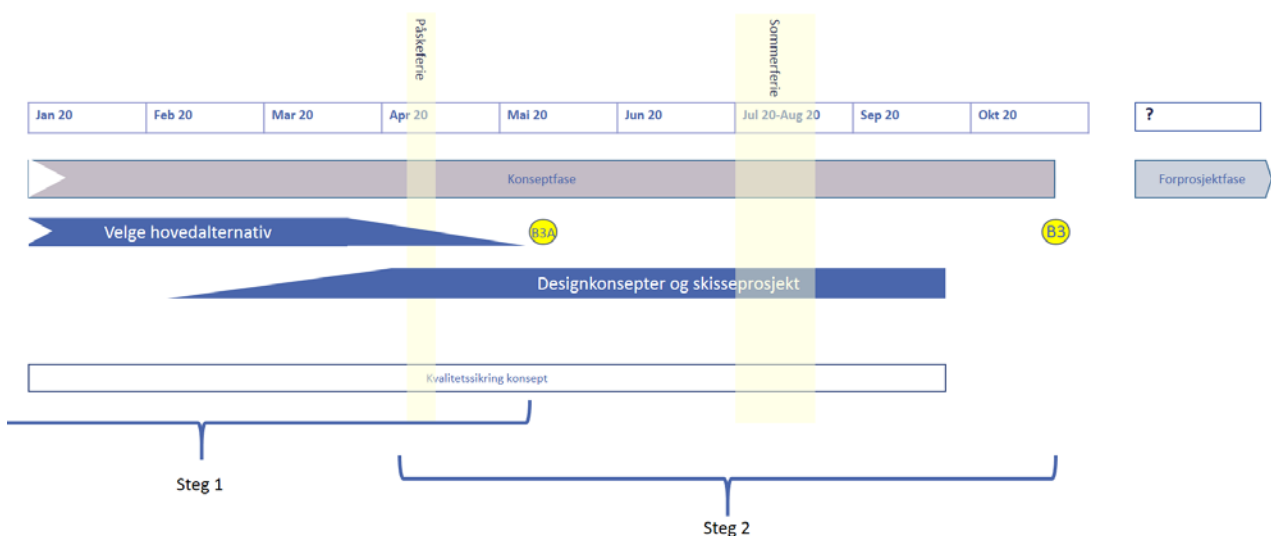 Påskeferie
Sommerferie
Jan 20
Feb 20
Mar 20
Apr 20
Mai 20
Jun 20
Jul 20-Aug 20
Sep 20
Okt 20
?
Konseptfase
Forprosjektfase
Velge hovedalternativ
B3A
B3
Designkonsepter og skisseprosjekt
Kvalitetssikring konsept
Steg 1
Steg 2